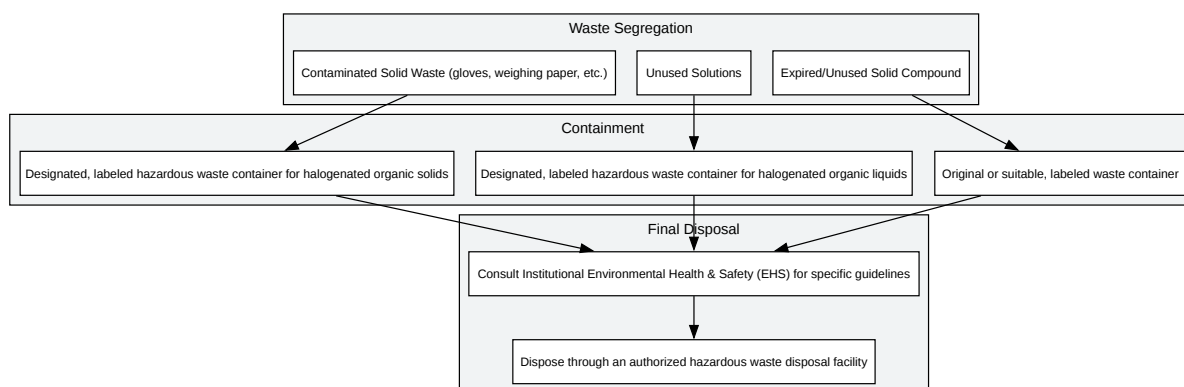 Waste Segregation
Contaminated Solid Waste (gloves, weighing paper, etc.)
Unused Solutions
Expired/Unused Solid Compound
Containment
Designated, labeled hazardous waste container for halogenated organic solids
Designated, labeled hazardous waste container for halogenated organic liquids
Original or suitable, labeled waste container
Final Disposal
Consult Institutional Environmental Health & Safety (EHS) for specific guidelines
Dispose through an authorized hazardous waste disposal facility